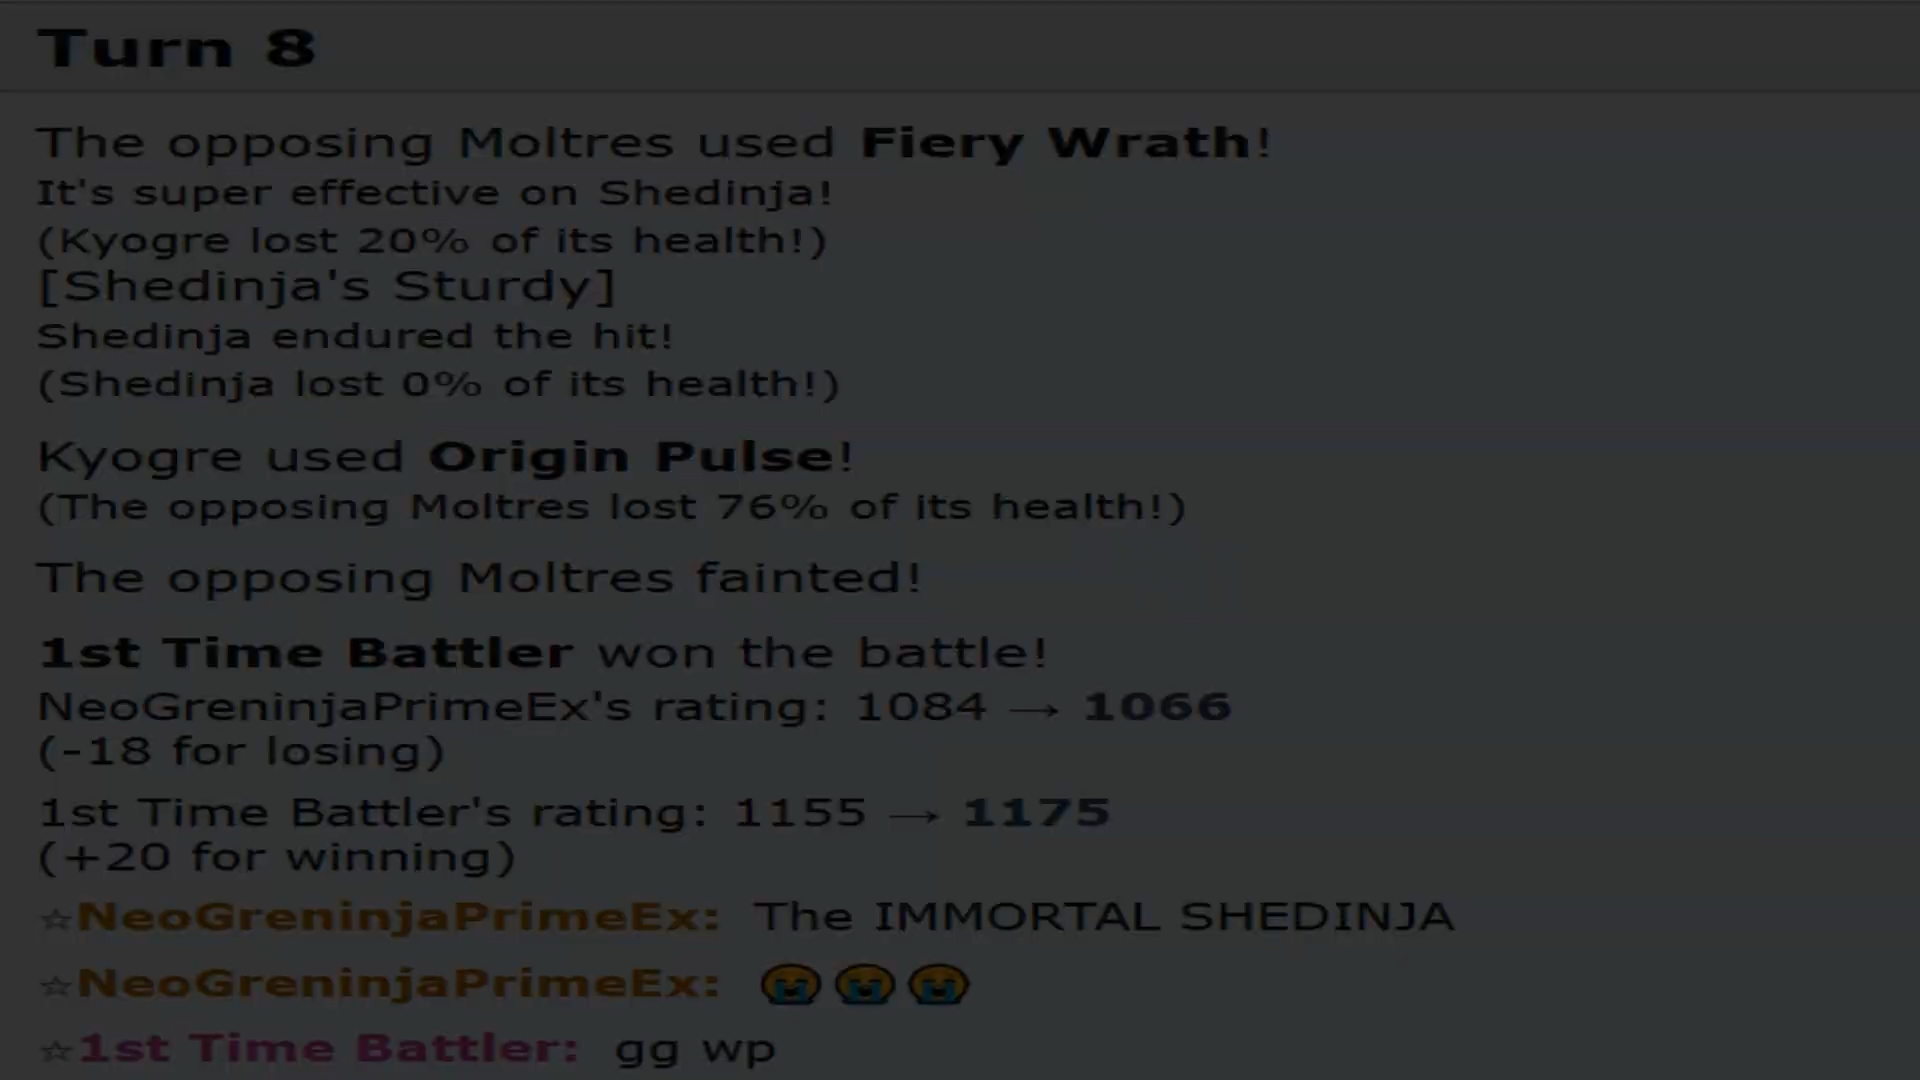 Turn 8
The opposing Moltres used Fiery Wrath!
It's super effective on Shedinja!
(Kyogre lost 20% of its health!)
[Shedinja's Sturdy]
Shedinja endured the hit!
(Shedinja lost 0% of its health!)
Kyogre used Origin Pulse!
(The opposing Moltres lost 76% of its health!)
The opposing Moltres fainted!
1st Time Battler won the battle!
NeoGreninjaPrimeEx's rating: 1084 → 1066
(-18 for losing)
1st Time Battler's rating: 1155 → 1175
(+20 for winning)
☆NeoGreninjaPrimeEx: The IMMORTAL SHEDINJA
☆NeoGreninjaPrimeEx: 😭😭😭
☆1st Time Battler: gg wp